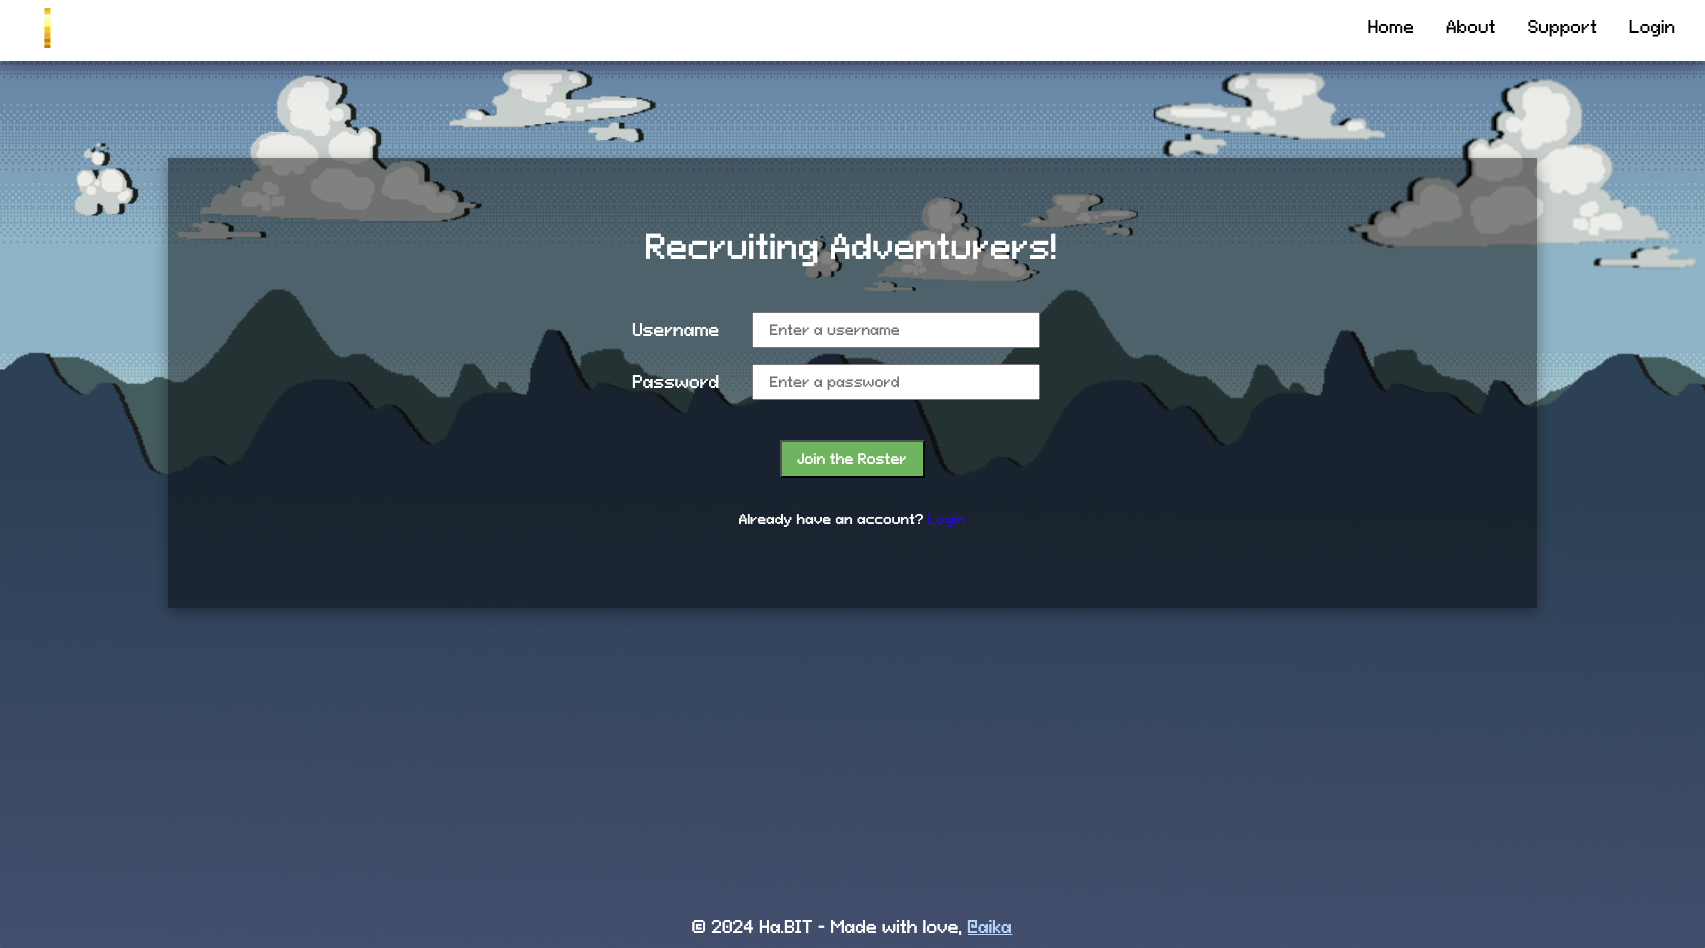 Home About Support Login
Recruiting Adventurers!
Username Enter a username
Password Enter a password
Join the Roster
Already have an account? Login
© 2024 Ha.BIT - Made with love, @aika